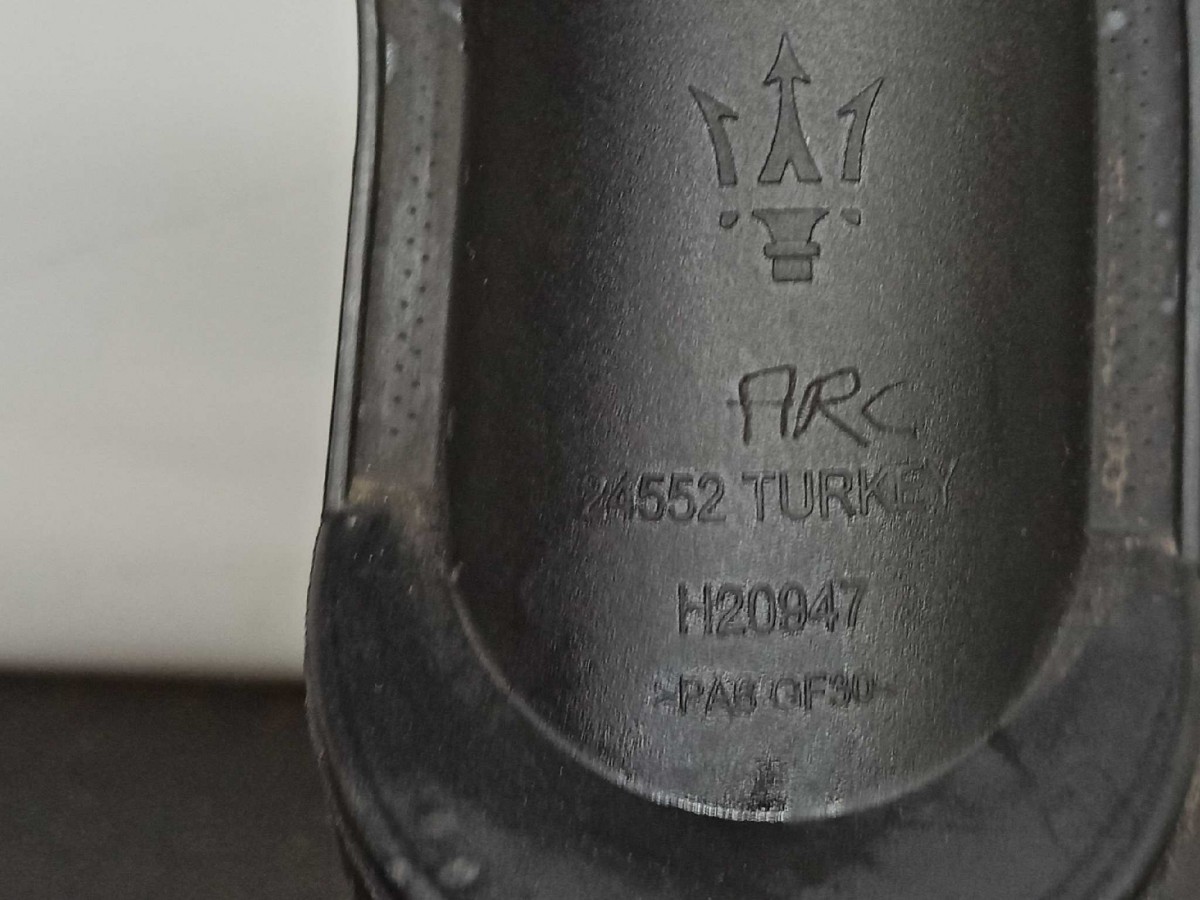 ARC
24552 TURKEY
H20947
>PA6 GF30<